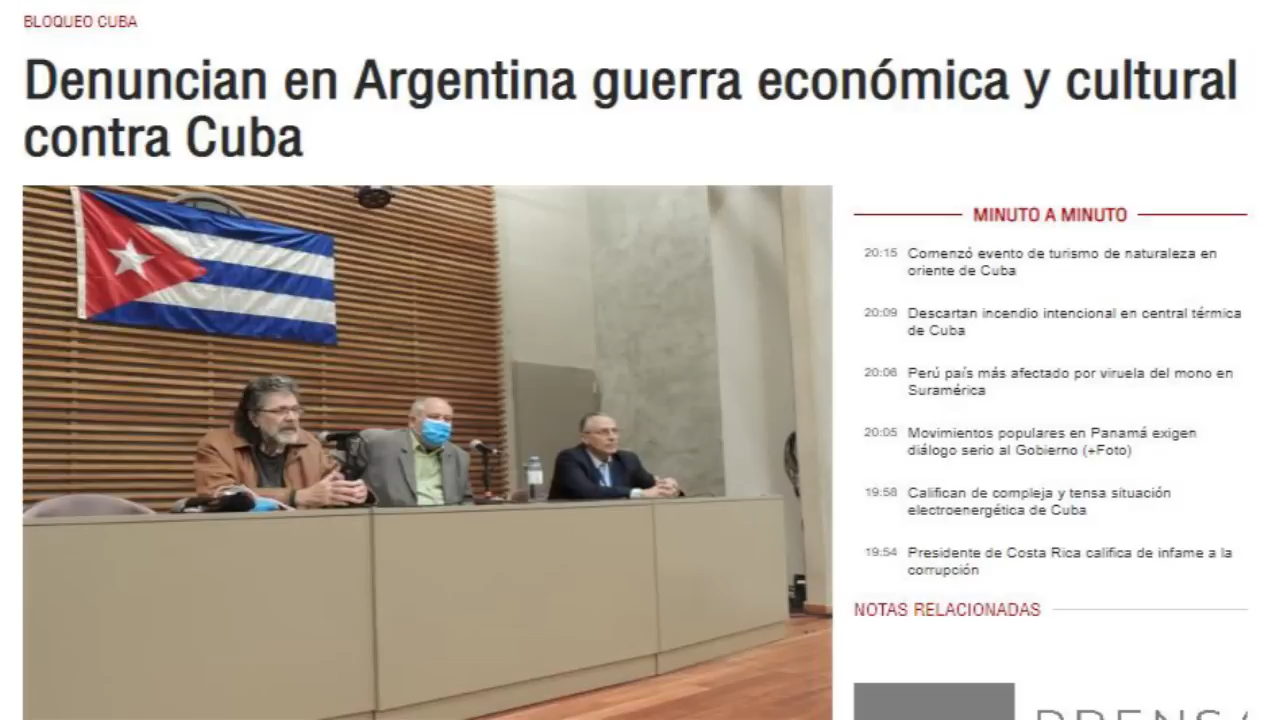 BLOQUEO CUBA
Denuncian en Argentina guerra económica y cultural
contra Cuba
MINUTO A MINUTO
20:15 Comenzó evento de turismo de naturaleza en
oriente de Cuba
20:09 Descartan incendio intencional en central térmica
de Cuba
20:06 Perú país más afectado por viruela del mono en
Suramérica
20:05 Movimientos populares en Panamá exigen
diálogo serio al Gobierno (+Foto)
19:58 Califican de compleja y tensa situación
electroenergética de Cuba
19:54 Presidente de Costa Rica califica de infame a la
corrupción
NOTAS RELACIONADAS